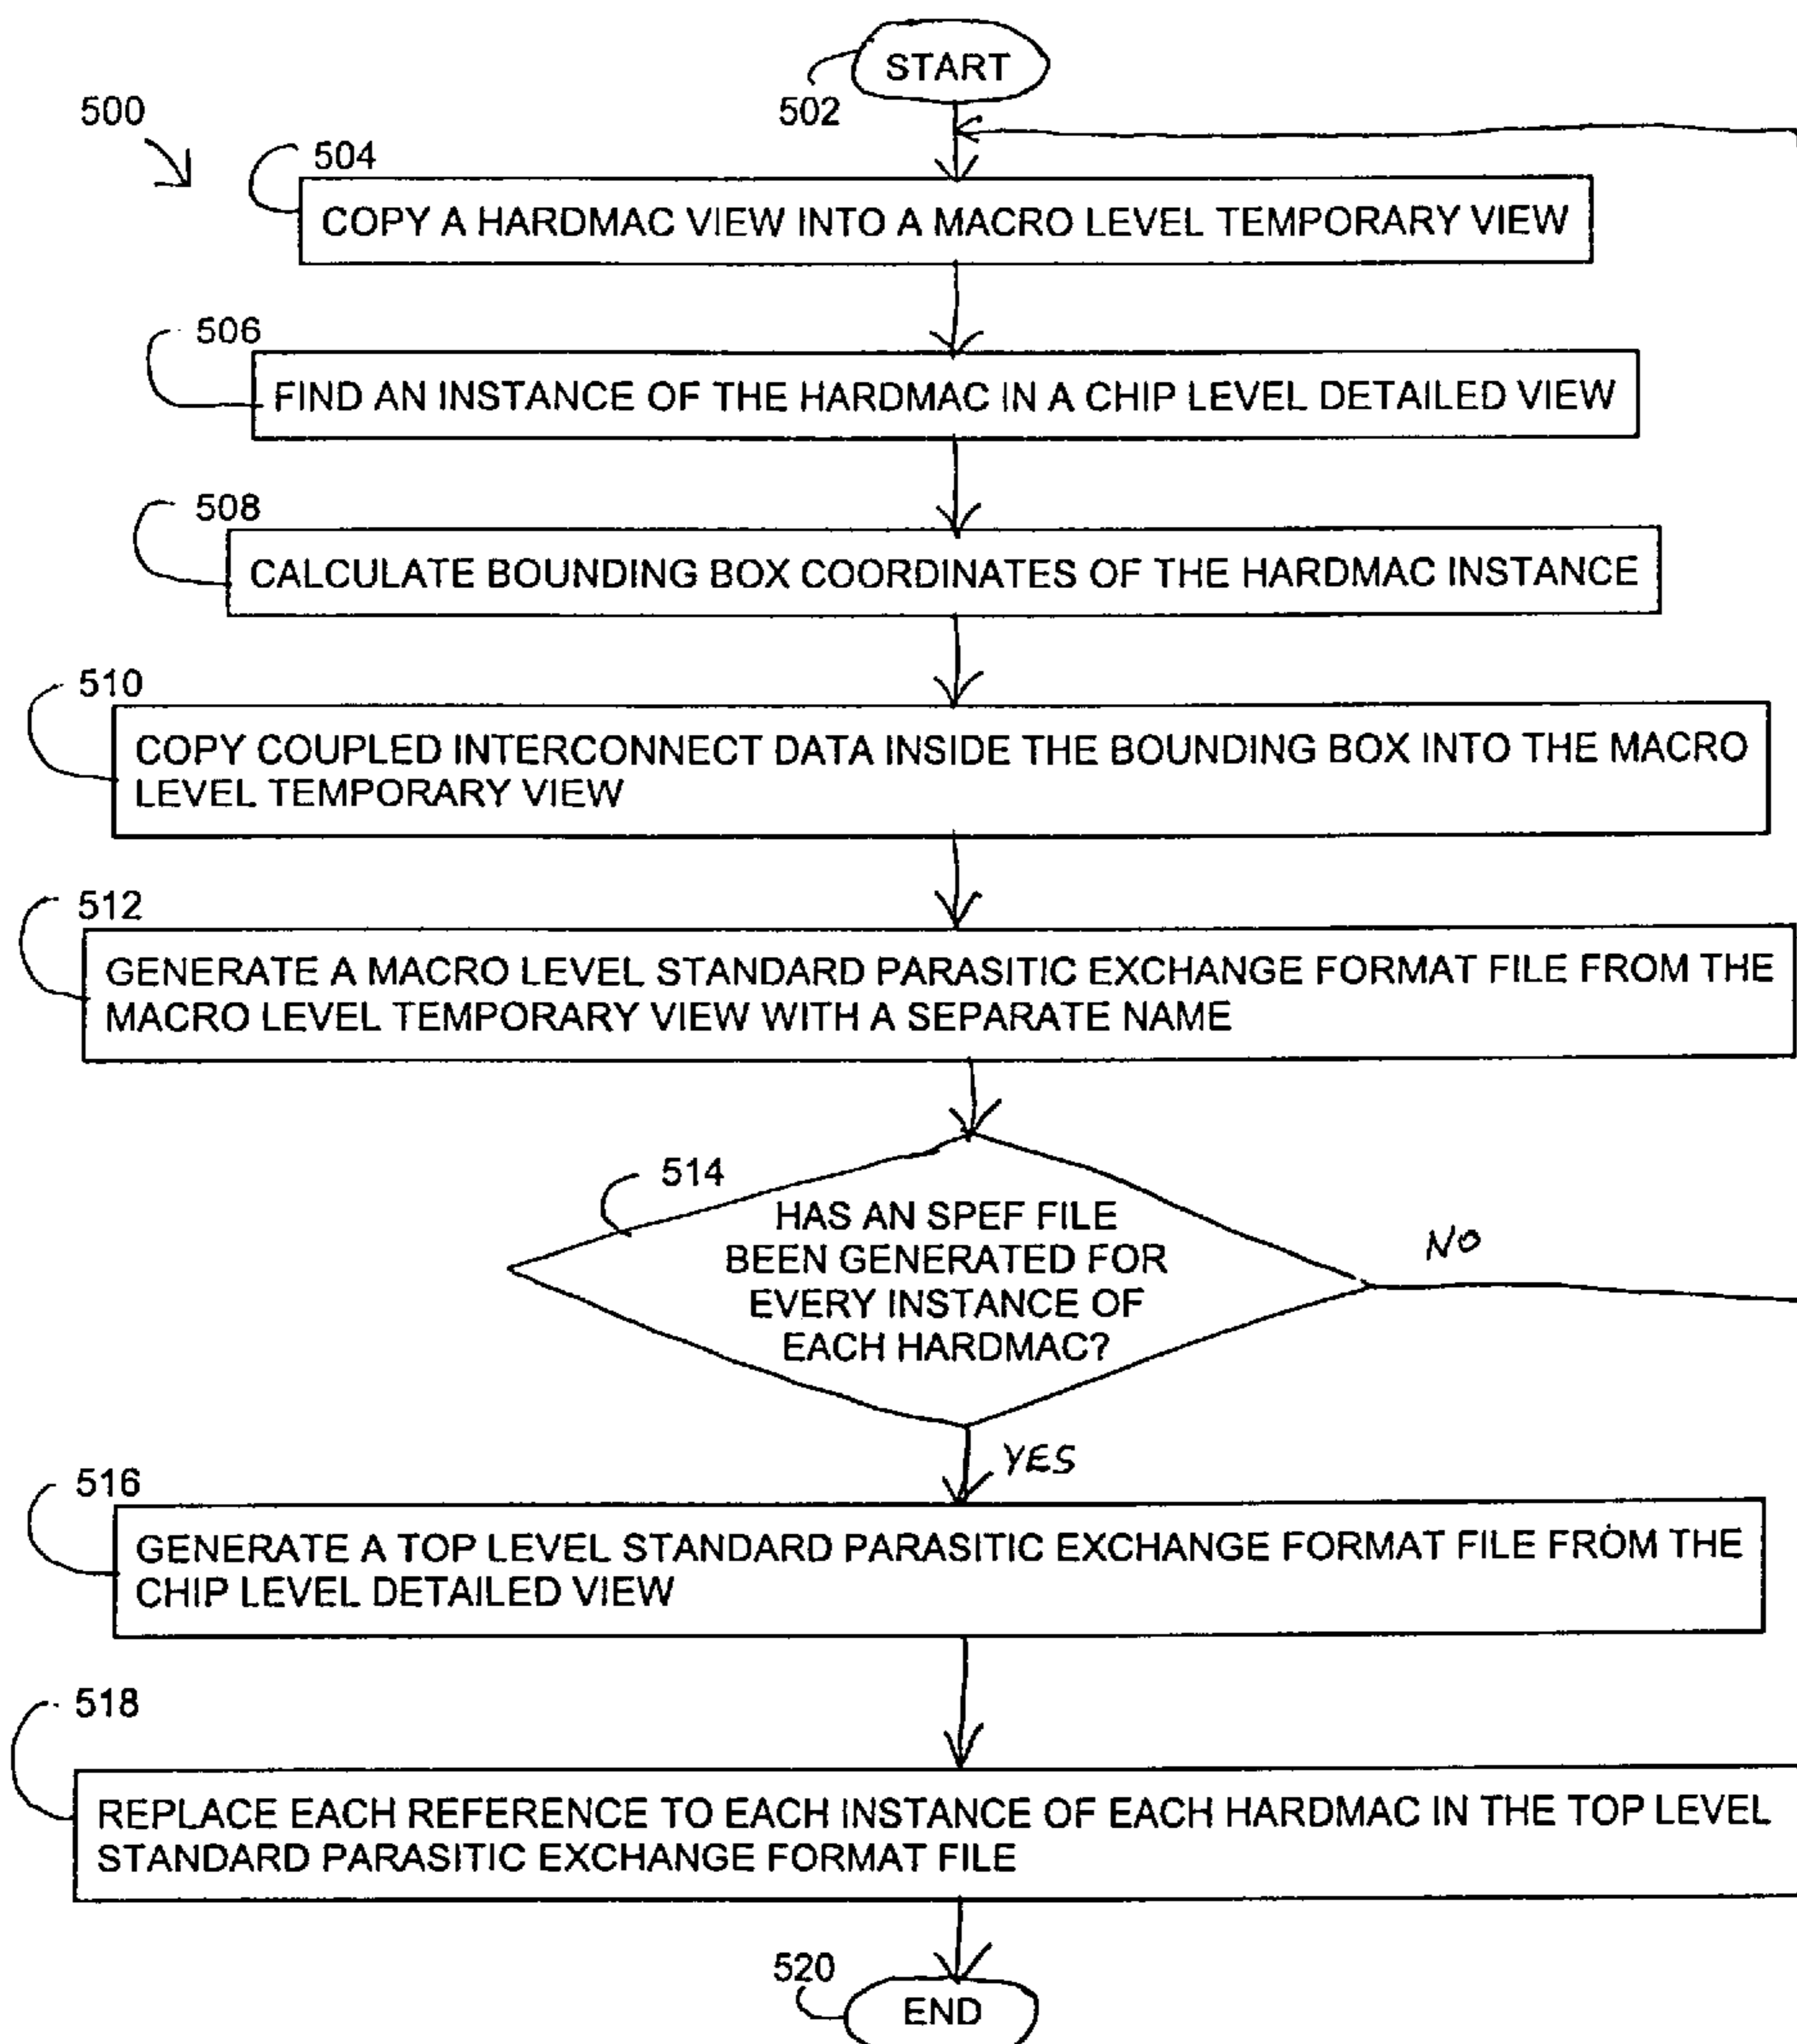 START
502
500
504
COPY A HARDMAC VIEW INTO A MACRO LEVEL TEMPORARY VIEW
506
FIND AN INSTANCE OF THE HARDMAC IN A CHIP LEVEL DETAILED VIEW
508
CALCULATE BOUNDING BOX COORDINATES OF THE HARDMAC INSTANCE
510
COPY COUPLED INTERCONNECT DATA INSIDE THE BOUNDING BOX INTO THE MACRO
LEVEL TEMPORARY VIEW
512
GENERATE A MACRO LEVEL STANDARD PARASITIC EXCHANGE FORMAT FILE FROM THE
MACRO LEVEL TEMPORARY VIEW WITH A SEPARATE NAME
514
HAS AN SPEF FILE
BEEN GENERATED FOR
EVERY INSTANCE OF
EACH HARDMAC?
NO
YES
516
GENERATE A TOP LEVEL STANDARD PARASITIC EXCHANGE FORMAT FILE FROM THE
CHIP LEVEL DETAILED VIEW
518
REPLACE EACH REFERENCE TO EACH INSTANCE OF EACH HARDMAC IN THE TOP LEVEL
STANDARD PARASITIC EXCHANGE FORMAT FILE
520
END